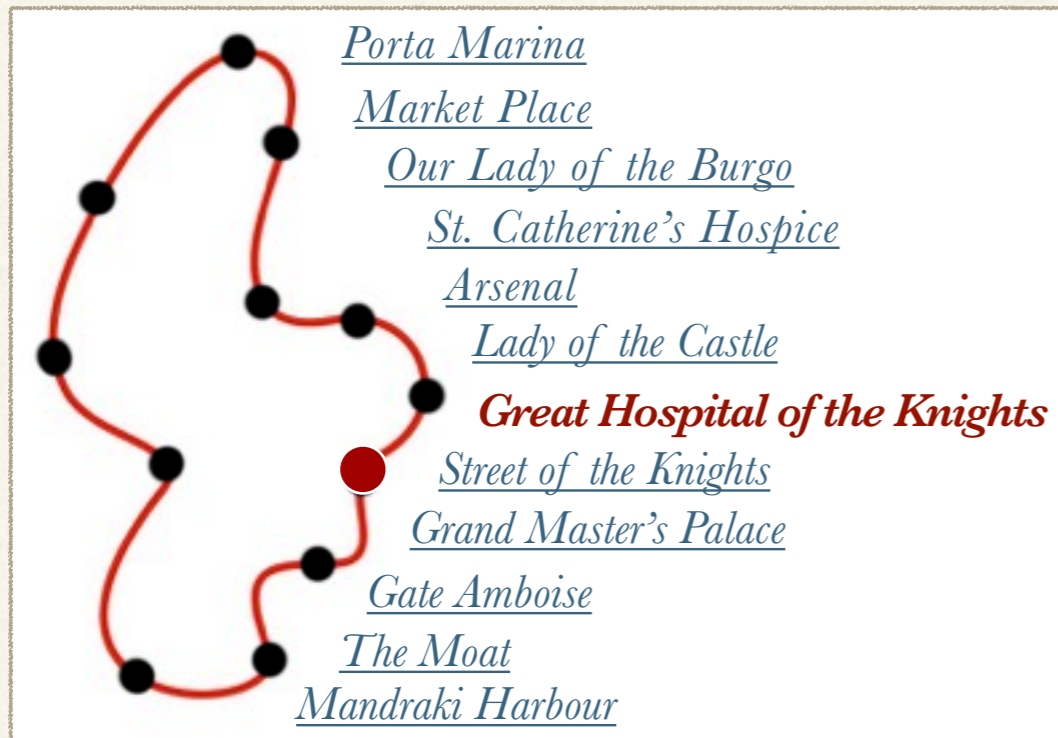 Porta Marina
Market Place
Our Lady of the Burgo
St. Catherine’s Hospice
Arsenal
Lady of the Castle
Great Hospital of the Knights
Street of the Knights
Grand Master’s Palace
Gate Amboise
The Moat
Mandraki Harbour